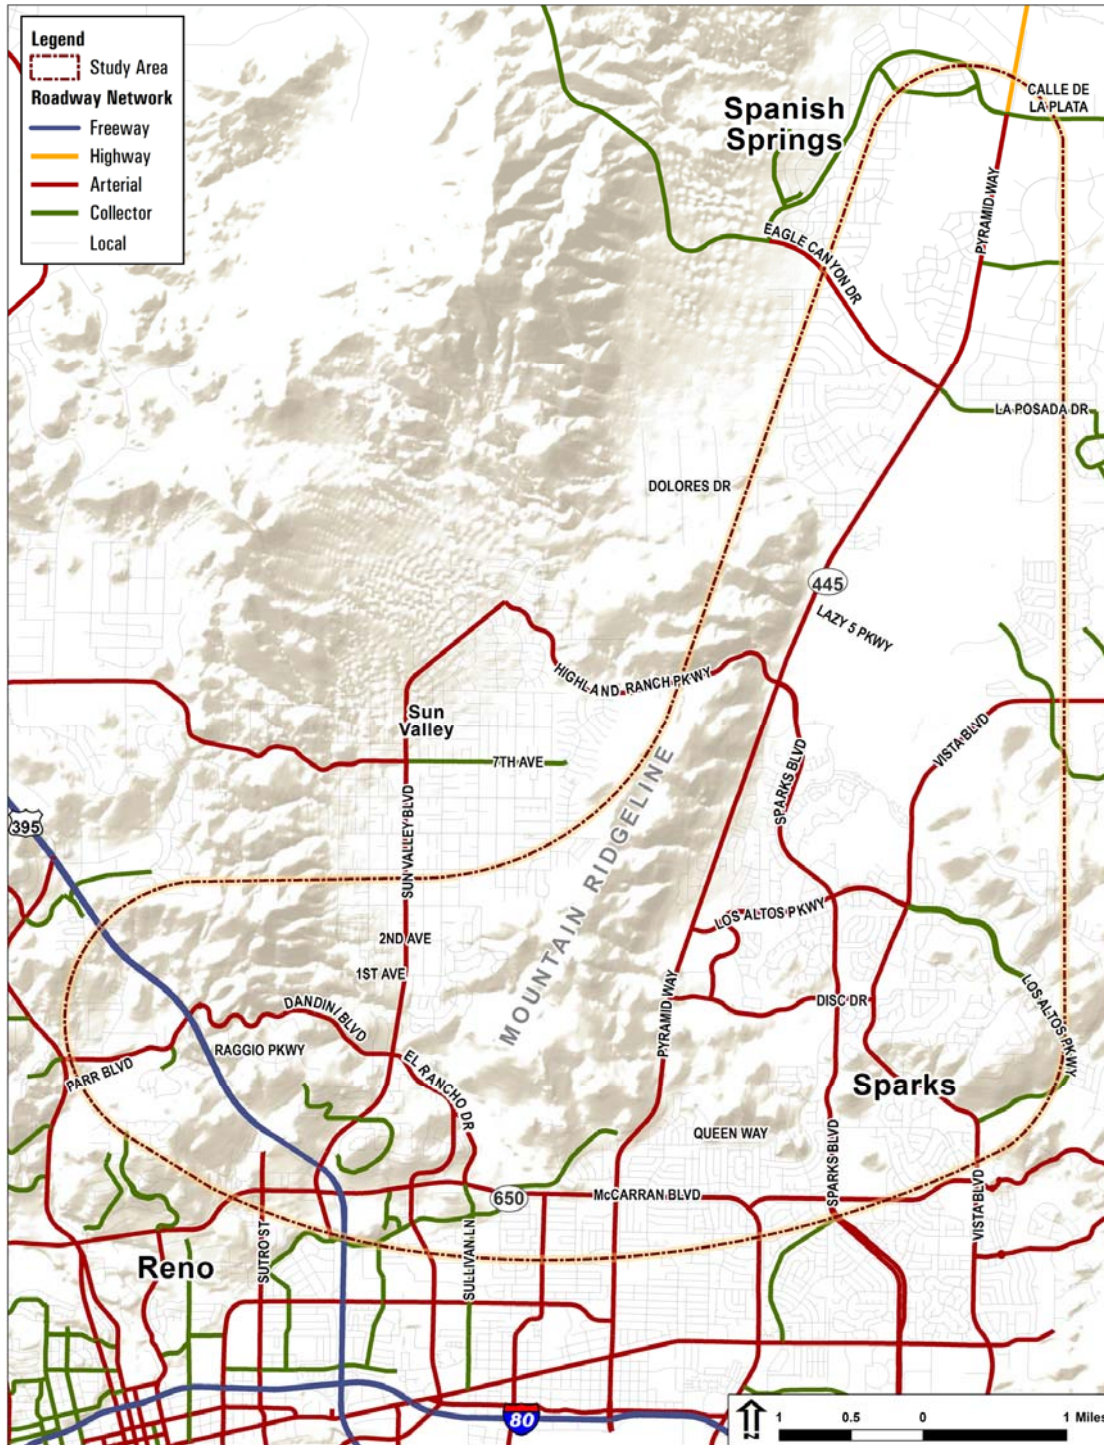 Legend
Study Area
Roadway Network
Freeway
Highway
Arterial
Collector
Local
Spanish
Springs
CALLE DE
LA PLATA
PYRAMID WAY
EAGLE CANYON DR
LA POSADA DR
DOLORES DR
445
LAZY 5 PKWY
HIGHLAND RANCH PKWY
Sun
Valley
7TH AVE
VISTA BLVD
SPARKS BLVD
395
SUN VALLEY BLVD
MOUNTAIN RIDGELINE
LOS ALTOS PKWY
2ND AVE
1ST AVE
DANDINI BLVD
DISC DR
LOS ALTOS PKWY
PYRAMID WAY
RAGGIO PKWY
PARR BLVD
EL RANCHO DR
Sparks
QUEEN WAY
SPARKS BLVD
650
McCARRAN BLVD
VISTA BLVD
SUTRO ST
SULLIVAN LN
Reno
80
N
1 0.5 0 1 Miles